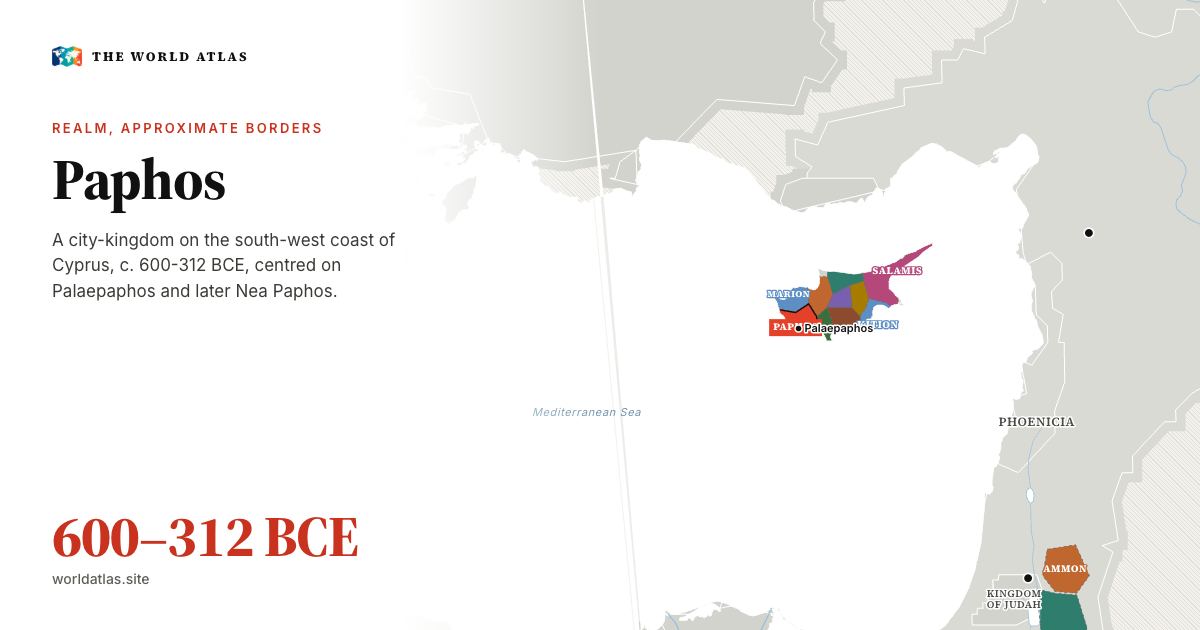 THE WORLD ATLAS
REALM, APPROXIMATE BORDERS
Paphos
A city-kingdom on the south-west coast of
Cyprus, c. 600-312 BCE, centred on
Palaepaphos and later Nea Paphos.
600–312 BCE
worldatlas.site
SALAMIS
MARION
Palaepaphos
Mediterranean Sea
PHOENICIA
AMMON
KINGDOM
OF JUDAH